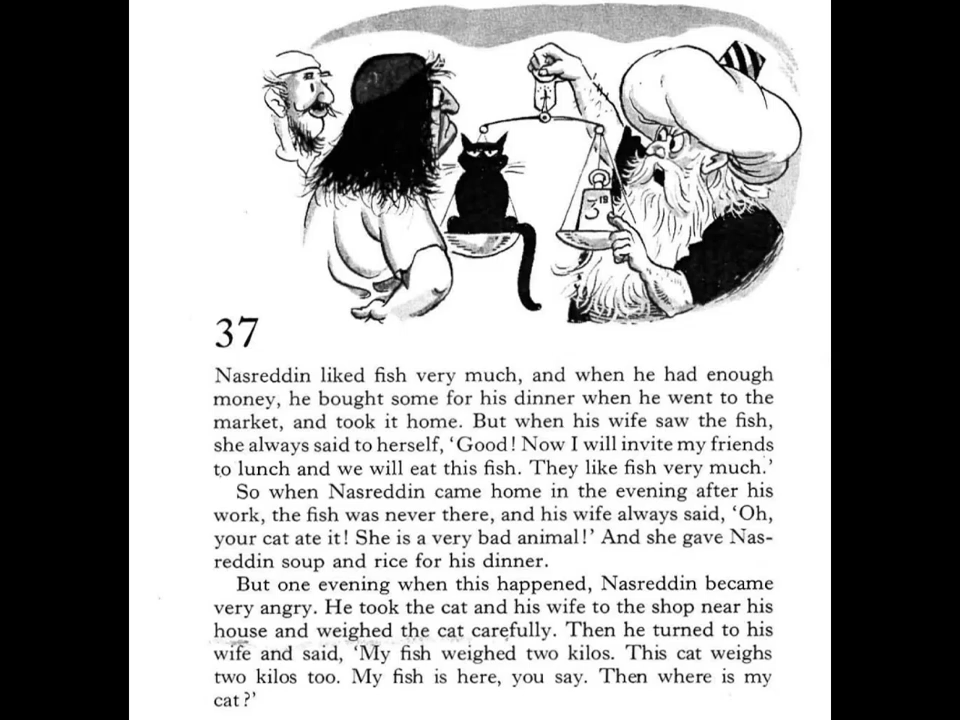 3
37
Nasreddin liked fish very much, and when he had enough
money, he bought some for his dinner when he went to the
market, and took it home. But when his wife saw the fish,
she always said to herself, ‘Good! Now I will invite my friends
to lunch and we will eat this fish. They like fish very much.’
So when Nasreddin came home in the evening after his
work, the fish was never there, and his wife always said, ‘Oh,
your cat ate it! She is a very bad animal!’ And she gave Nas-
reddin soup and rice for his dinner.
But one evening when this happened, Nasreddin became
very angry. He took the cat and his wife to the shop near his
house and weighed the cat carefully. Then he turned to his
wife and said, ‘My fish weighed two kilos. This cat weighs
two kilos too. My fish is here, you say. Then where is my
cat?’